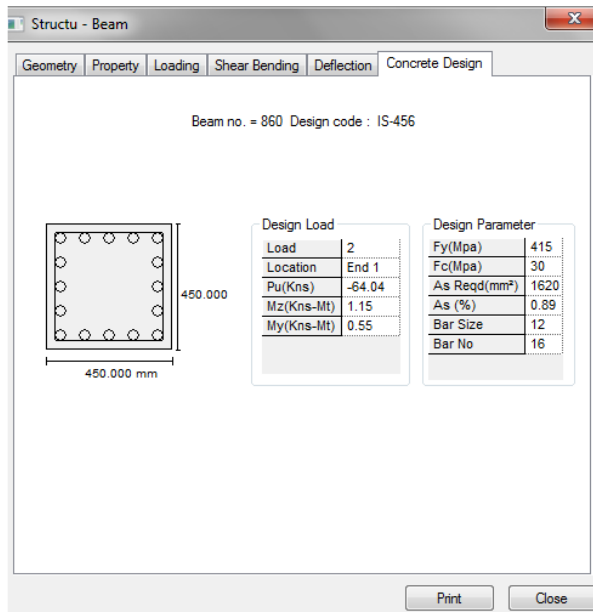 Structu - Beam
Geometry Property Loading Shear Bending Deflection Concrete Design
Beam no. = 860 Design code : IS-456
450.000
450.000 mm
Design Load
Load 2
Location End 1
Pu(Kns) -64.04
Mz(Kns-Mt) 1.15
My(Kns-Mt) 0.55
Design Parameter
Fy(Mpa) 415
Fc(Mpa) 30
As Reqd(mm²) 1620
As (%) 0.89
Bar Size 12
Bar No 16
Print Close